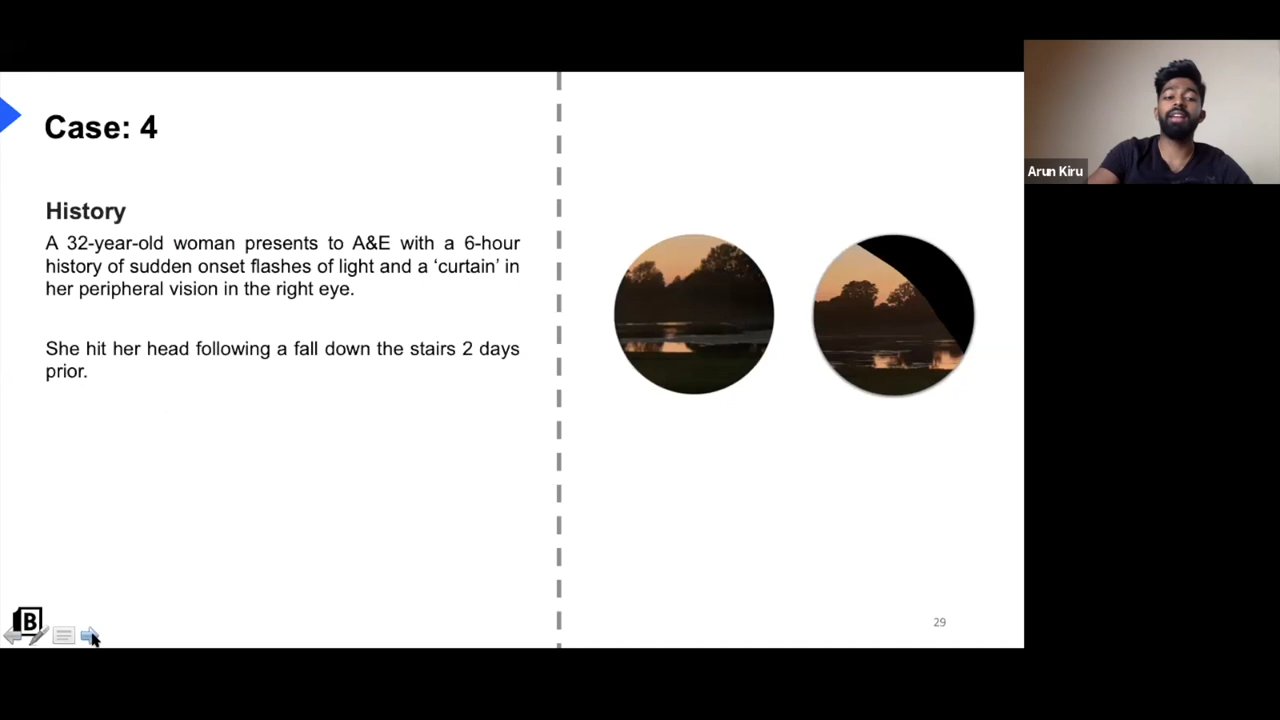 Case: 4
History
A 32-year-old woman presents to A&E with a 6-hour
history of sudden onset flashes of light and a ‘curtain’ in
her peripheral vision in the right eye.
She hit her head following a fall down the stairs 2 days
prior.
B
29
Arun Kiru